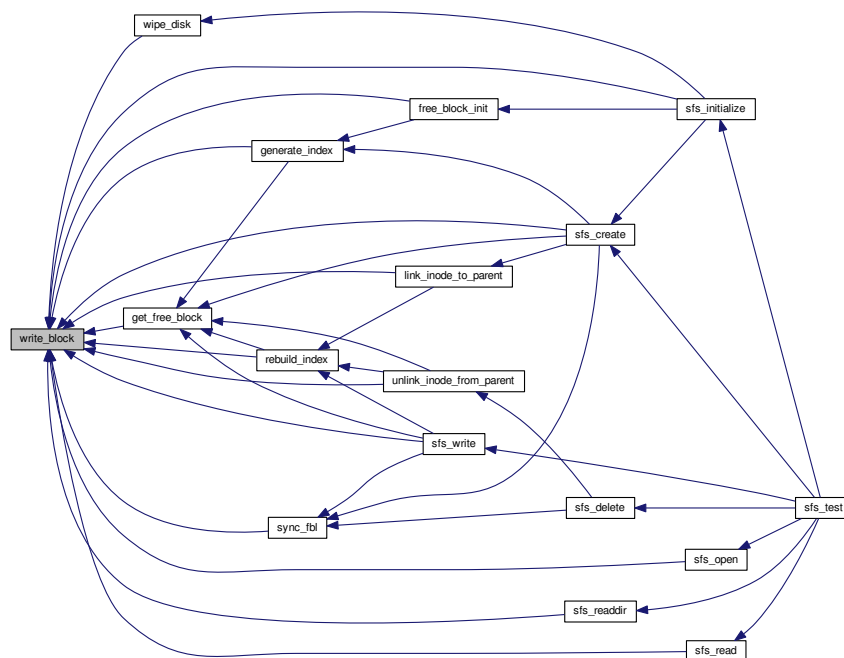 wipe_disk
free_block_init
sfs_initialize
generate_index
sfs_create
link_inode_to_parent
get_free_block
write_block
rebuild_index
unlink_inode_from_parent
sfs_write
sfs_delete
sfs_test
sync_fbl
sfs_open
sfs_readdir
sfs_read